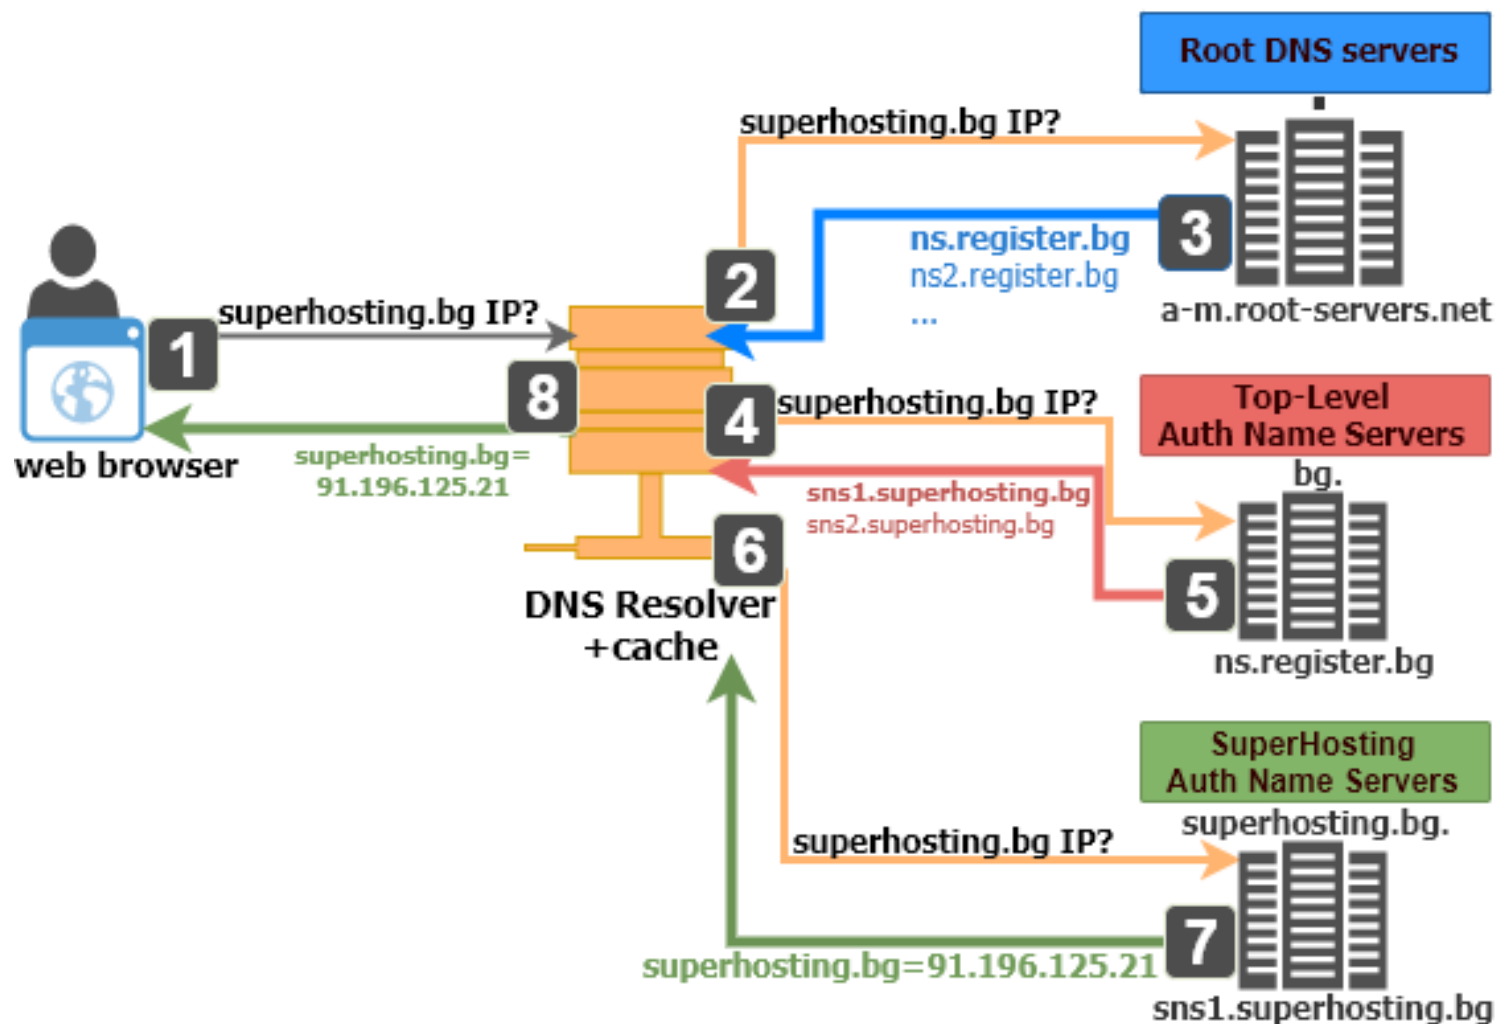 Root DNS servers
.
superhosting.bg IP?
3
ns.register.bg
ns2.register.bg
...
a-m.root-servers.net
2
superhosting.bg IP?
1
8
superhosting.bg=
91.196.125.21
web browser
4
superhosting.bg IP?
Top-Level
Auth Name Servers
bg.
sns1.superhosting.bg
sns2.superhosting.bg
5
ns.register.bg
6
DNS Resolver
+cache
SuperHosting
Auth Name Servers
superhosting.bg.
superhosting.bg IP?
7
superhosting.bg=91.196.125.21
sns1.superhosting.bg